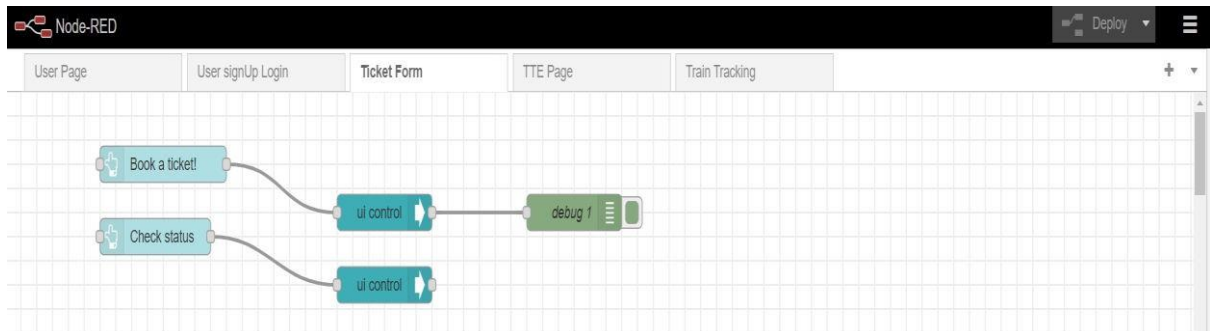 Node-RED
Deploy
User Page
User signUp Login
Ticket Form
TTE Page
Train Tracking
Book a ticket!
ui control
debug 1
Check status
ui control